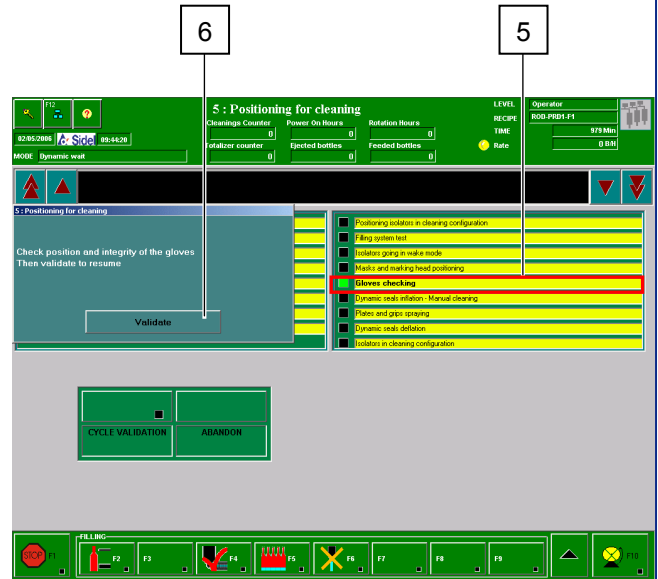 6
5
F12
5 : Positioning for cleaning
LEVEL
Operator
RECIPE
ROB-PRD1-F1
TIME
979 Min
Rate
0 B/H
Cleanings Counter
Power On Hours
Rotation Hours
0
0
0
Totalizer counter
Ejected bottles
Feeded bottles
0
0
0
02/05/2006
Sidel
09:44:20
MODE
Dynamic wait
5 : Positioning for cleaning
Check position and integrity of the gloves
Then validate to resume
Validate
Positioning isolators in cleaning configuration
Filling system test
Isolators going in wake mode
Masks and marking head positioning
Gloves checking
Dynamic seals inflation - Manual cleaning
Plates and grips spraying
Dynamic seals deflation
Isolators in cleaning configuration
CYCLE VALIDATION
ABANDON
FILLING
STOP
F1
F2
F3
F4
F5
F6
F7
F8
F9
F10